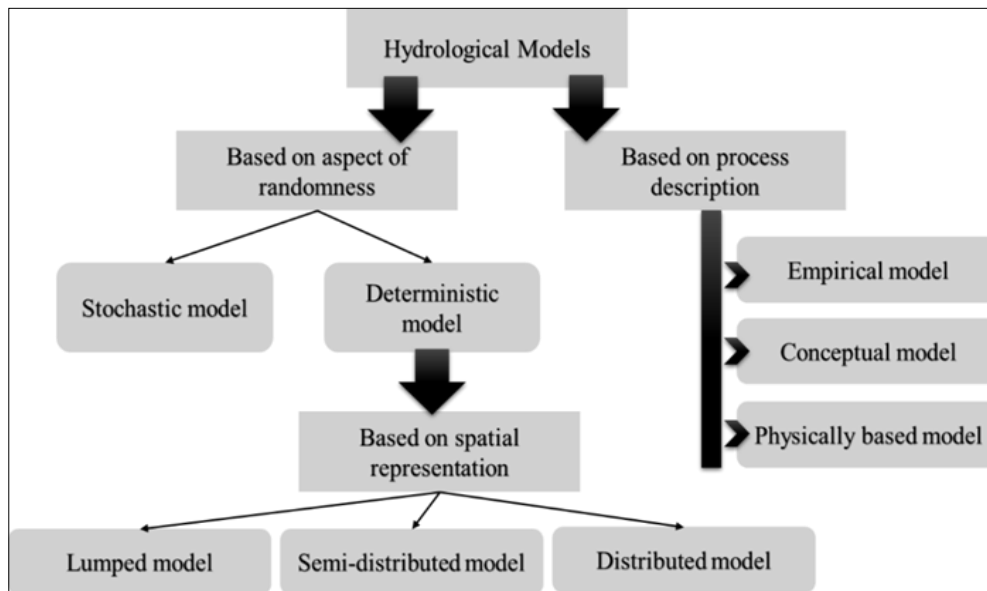 Hydrological Models
Based on aspect of
randomness
Based on process
description
Stochastic model
Deterministic
model
Empirical model
Conceptual model
Physically based model
Based on spatial
representation
Lumped model
Semi-distributed model
Distributed model